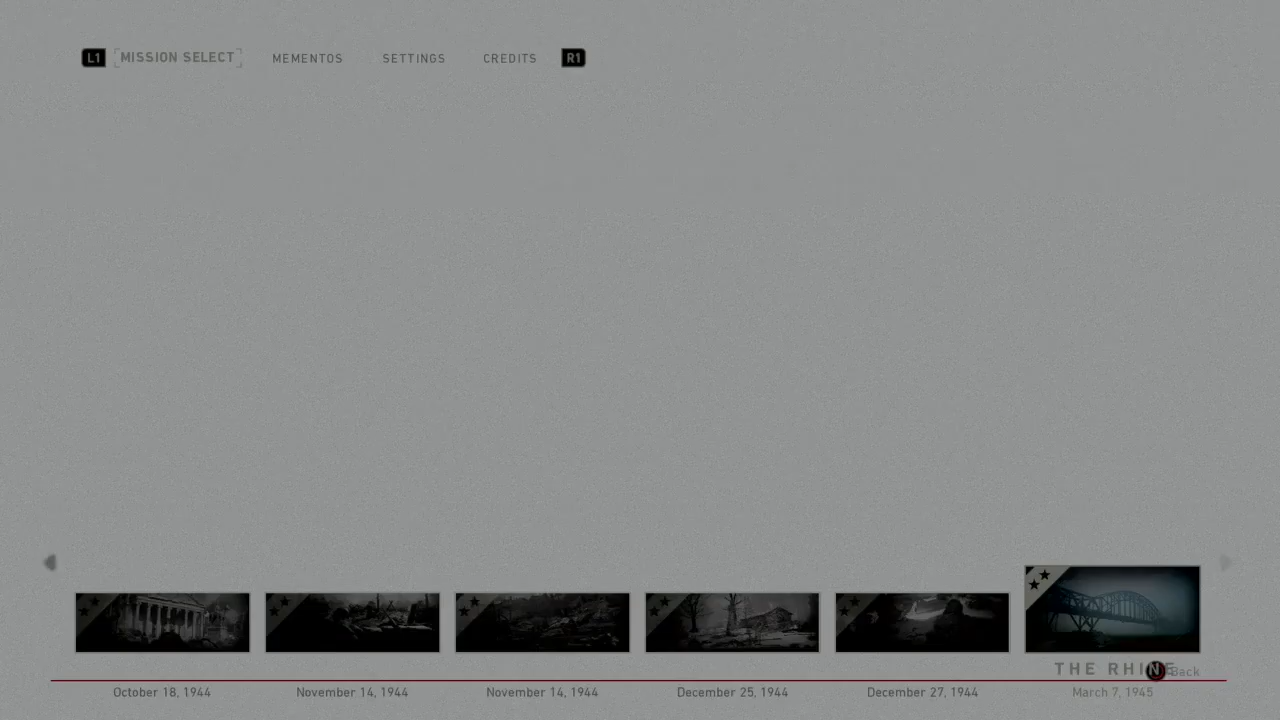 L1 MISSION SELECT MEMENTOS SETTINGS CREDITS R1
THE RHINE Back
October 18, 1944 November 14, 1944 November 14, 1944 December 25, 1944 December 27, 1944 March 7, 1945